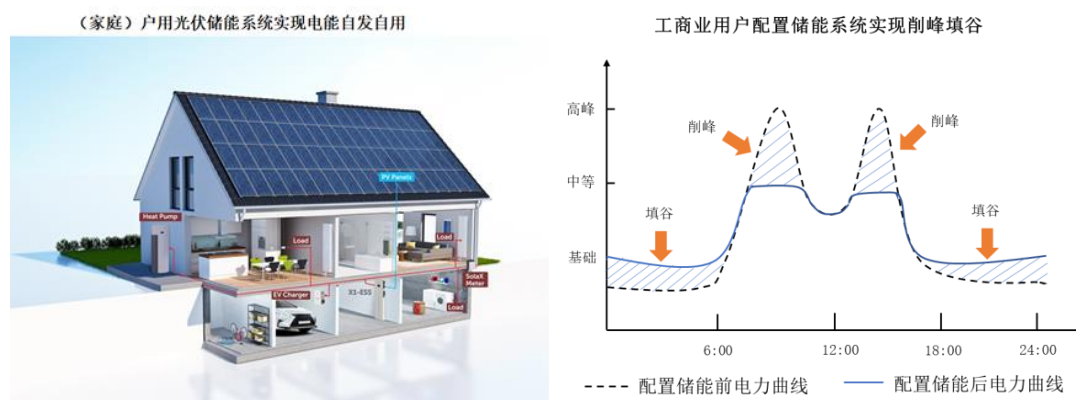 （家庭）户用光伏储能系统实现电能自发自用
PV Panels
Heat Pump
Load
Load
SolaX
Meter
EV Charger
X1-ESS
Load
工商业用户配置储能系统实现削峰填谷
高峰
削峰
削峰
中等
填谷
填谷
基础
6:00
12:00
18:00
24:00
配置储能前电力曲线
配置储能后电力曲线